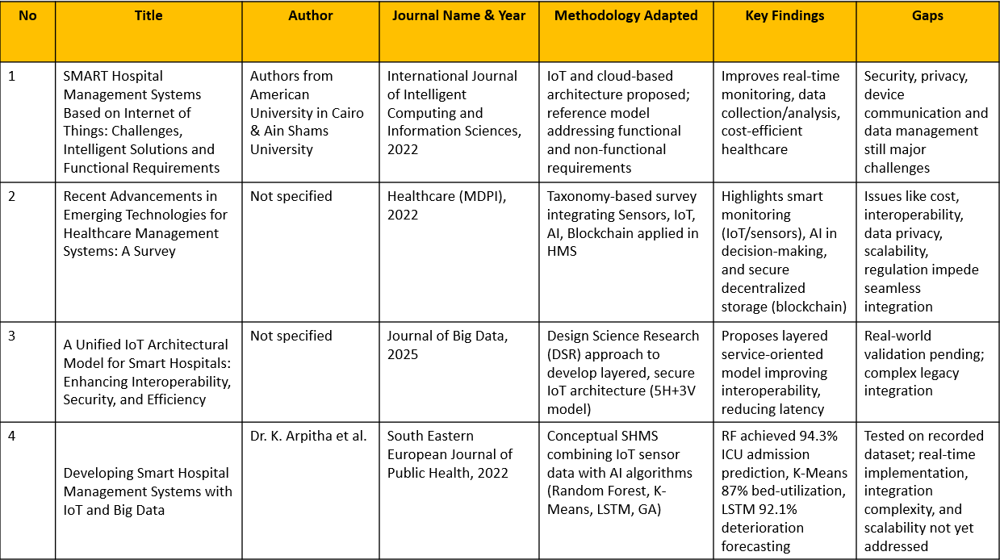 No
Title
Author
Journal Name & Year
Methodology Adapted
Key Findings
Gaps
1
SMART Hospital
Management Systems
Based on Internet of
Things: Challenges,
Intelligent Solutions and
Functional Requirements
Authors from
American
University in Cairo
& Ain Shams
University
International Journal
of Intelligent
Computing and
Information Sciences,
2022
IoT and cloud-based
architecture proposed;
reference model
addressing functional
and non-functional
requirements
Improves real-time
monitoring, data
collection/analysis,
cost-efficient
healthcare
Security, privacy,
device
communication and
data management
still major
challenges
2
Recent Advancements in
Emerging Technologies for
Healthcare Management
Systems: A Survey
Not specified
Healthcare (MDPI),
2022
Taxonomy-based survey
integrating Sensors, IoT,
AI, Blockchain applied in
HMS
Highlights smart
monitoring
(IoT/sensors), AI in
decision-making,
and secure
decentralized
storage (blockchain)
Issues like cost,
interoperability,
data privacy,
scalability,
regulation impede
seamless
integration
3
A Unified IoT Architectural
Model for Smart Hospitals:
Enhancing Interoperability,
Security, and Efficiency
Not specified
Journal of Big Data,
2025
Design Science Research
(DSR) approach to
develop layered, secure
IoT architecture (5H+3V
model)
Proposes layered
service-oriented
model improving
interoperability,
reducing latency
Real-world
validation pending;
complex legacy
integration
4
Developing Smart Hospital
Management Systems with
IoT and Big Data
Dr. K. Arpitha et al.
South Eastern
European Journal of
Public Health, 2022
Conceptual SHMS
combining IoT sensor
data with AI algorithms
(Random Forest, K-
Means, LSTM, GA)
RF achieved 94.3%
ICU admission
prediction, K-Means
87% bed-utilization,
LSTM 92.1%
deterioration
forecasting
Tested on recorded
dataset; real-time
implementation,
integration
complexity, and
scalability not yet
addressed